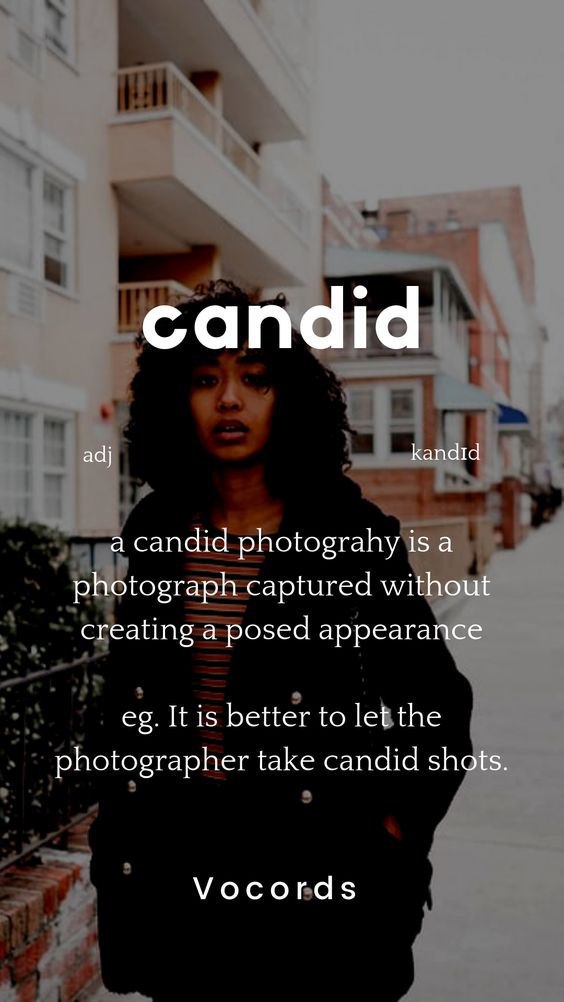 candid
adj
kandɪd
a candid photograhy is a
photograph captured without
creating a posed appearance
eg. It is better to let the
photographer take candid shots.
Vocords